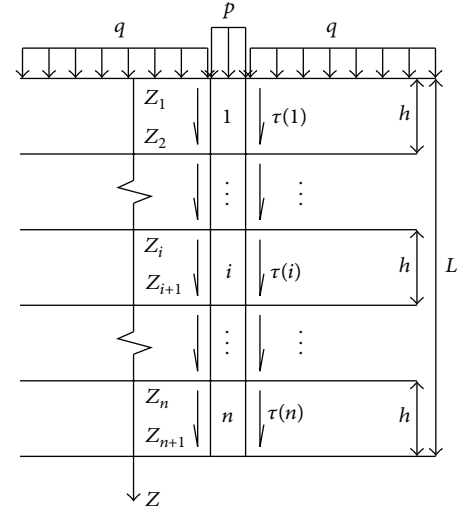 p
q q
Z₁
1 τ(1) h
Z₂
⋮ ⋮
Zᵢ
i τ(i) h L
Zᵢ₊₁
⋮ ⋮
Zₙ
n τ(n) h
Zₙ₊₁
Z